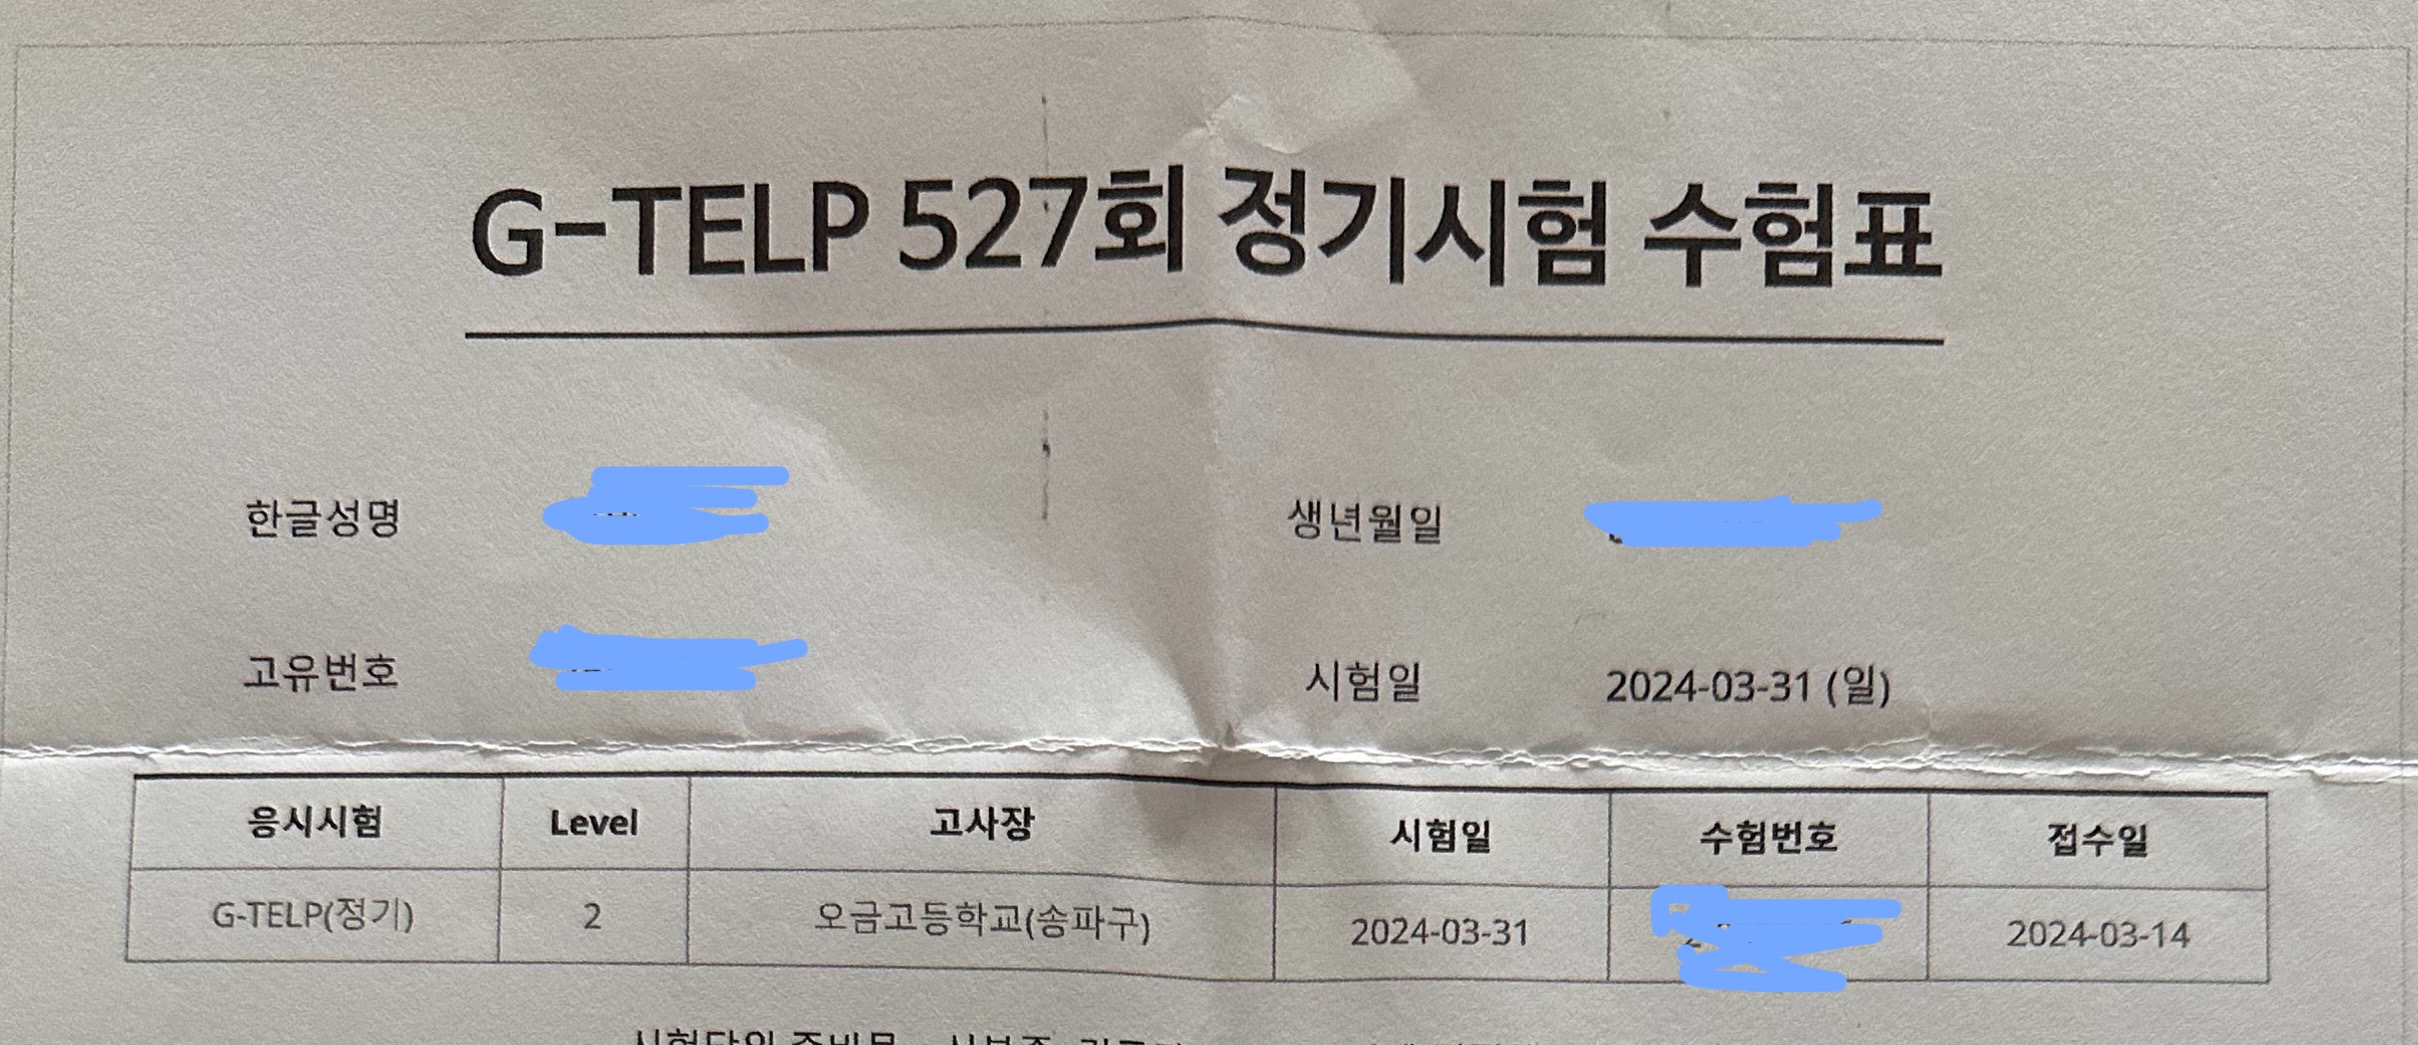 G-TELP 527회 정기시험 수험표
한글성명 생년월일
고유번호 시험일 2024-03-31 (일)
응시시험 Level 고사장 시험일 수험번호 접수일
G-TELP(정기) 2 오금고등학교(송파구) 2024-03-31 2024-03-14